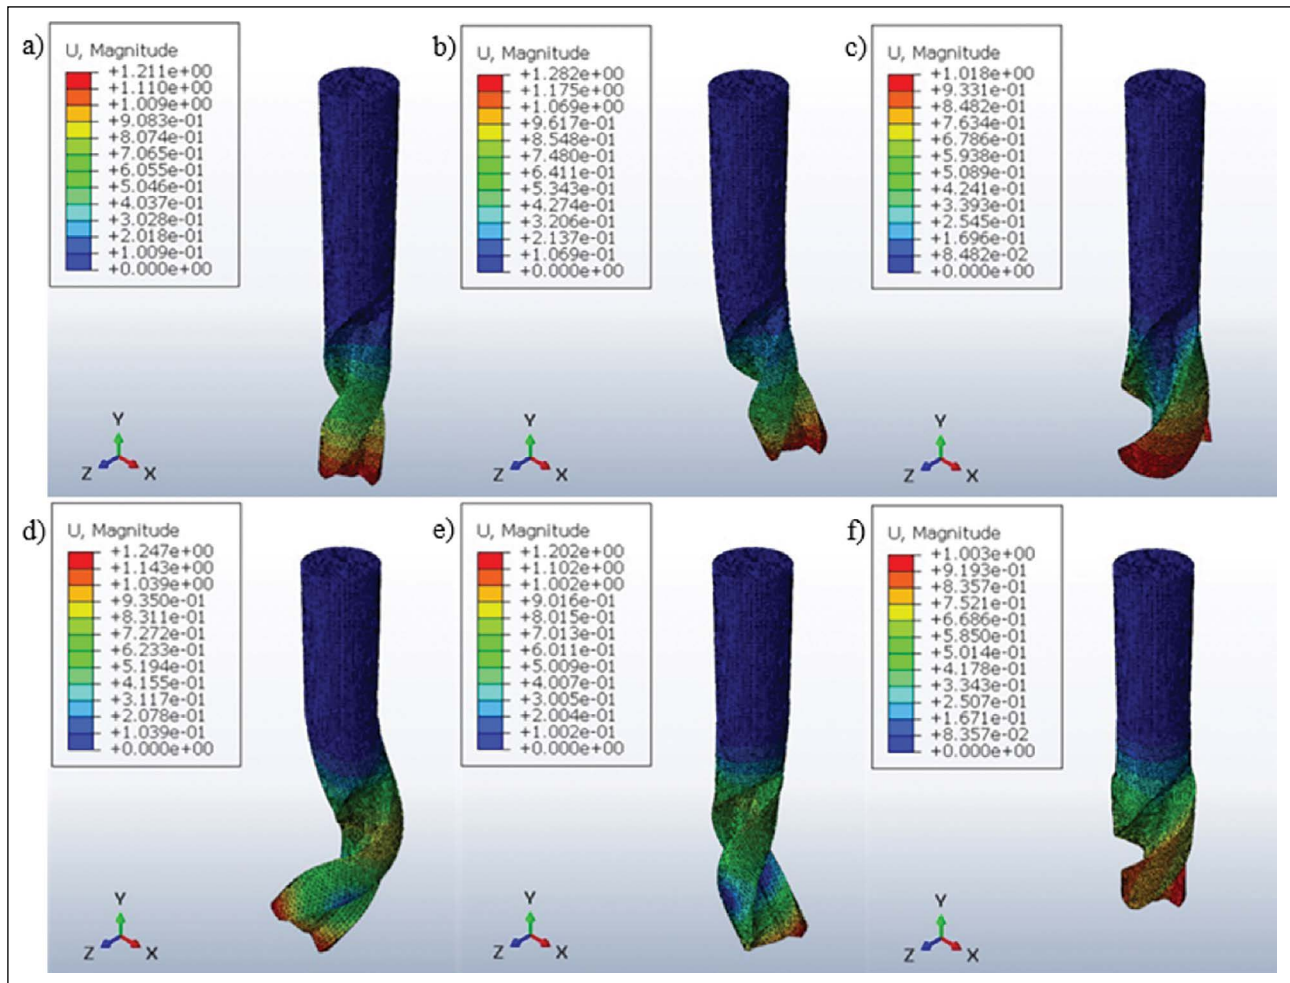 a)
U, Magnitude
+1.211e+00
+1.110e+00
+1.009e+00
+9.083e-01
+8.074e-01
+7.065e-01
+6.055e-01
+5.046e-01
+4.037e-01
+3.028e-01
+2.018e-01
+1.009e-01
+0.000e+00
Y
Z
X
b)
U, Magnitude
+1.282e+00
+1.175e+00
+1.069e+00
+9.617e-01
+8.548e-01
+7.480e-01
+6.411e-01
+5.343e-01
+4.274e-01
+3.206e-01
+2.137e-01
+1.069e-01
+0.000e+00
Y
Z
X
c)
U, Magnitude
+1.018e+00
+9.331e-01
+8.482e-01
+7.634e-01
+6.786e-01
+5.938e-01
+5.089e-01
+4.241e-01
+3.393e-01
+2.545e-01
+1.696e-01
+8.482e-02
+0.000e+00
Y
Z
X
d)
U, Magnitude
+1.247e+00
+1.143e+00
+1.039e+00
+9.350e-01
+8.311e-01
+7.272e-01
+6.233e-01
+5.194e-01
+4.155e-01
+3.117e-01
+2.078e-01
+1.039e-01
+0.000e+00
Y
Z
X
e)
U, Magnitude
+1.202e+00
+1.102e+00
+1.002e+00
+9.016e-01
+8.015e-01
+7.013e-01
+6.011e-01
+5.009e-01
+4.007e-01
+3.005e-01
+2.004e-01
+1.002e-01
+0.000e+00
Y
Z
X
f)
U, Magnitude
+1.003e+00
+9.193e-01
+8.357e-01
+7.521e-01
+6.686e-01
+5.850e-01
+5.014e-01
+4.178e-01
+3.343e-01
+2.507e-01
+1.671e-01
+8.357e-02
+0.000e+00
Y
Z
X